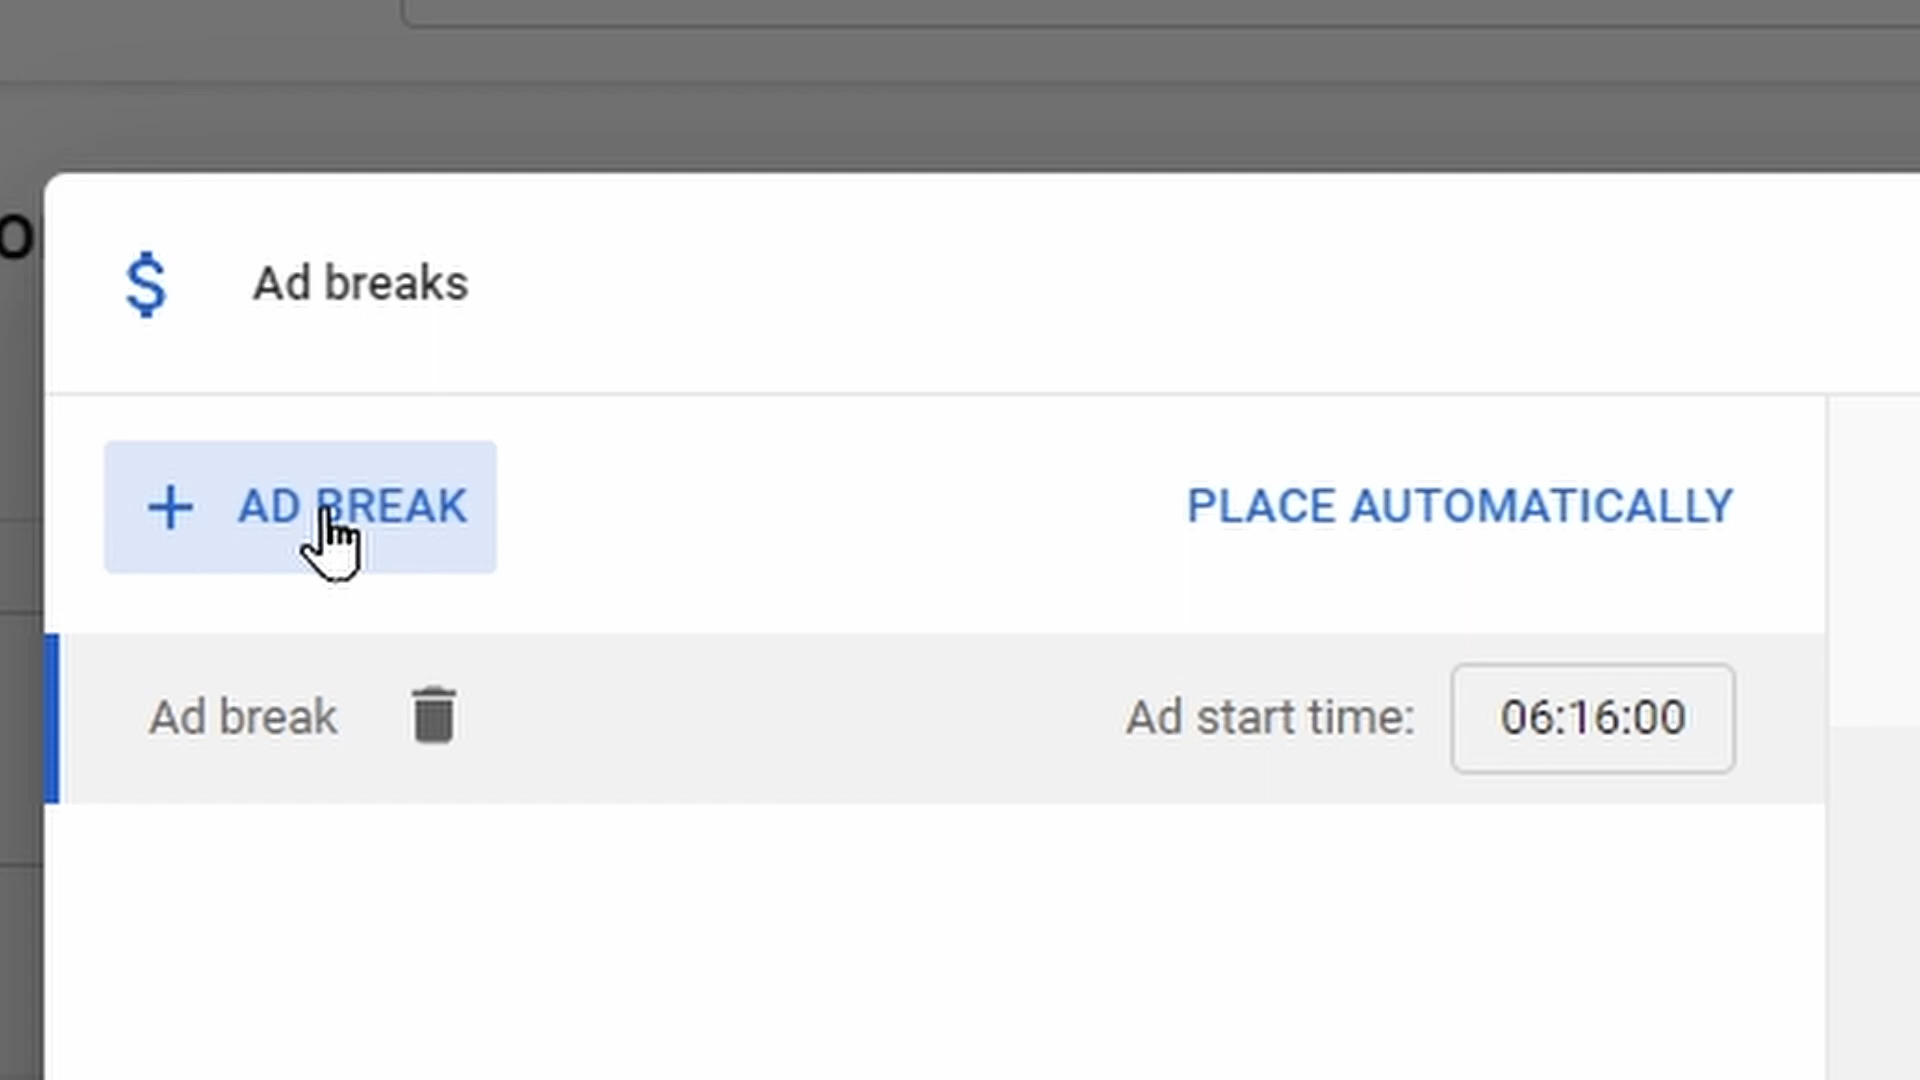 o
$ Ad breaks
+ AD BREAK PLACE AUTOMATICALLY
Ad break Ad start time: 06:16:00